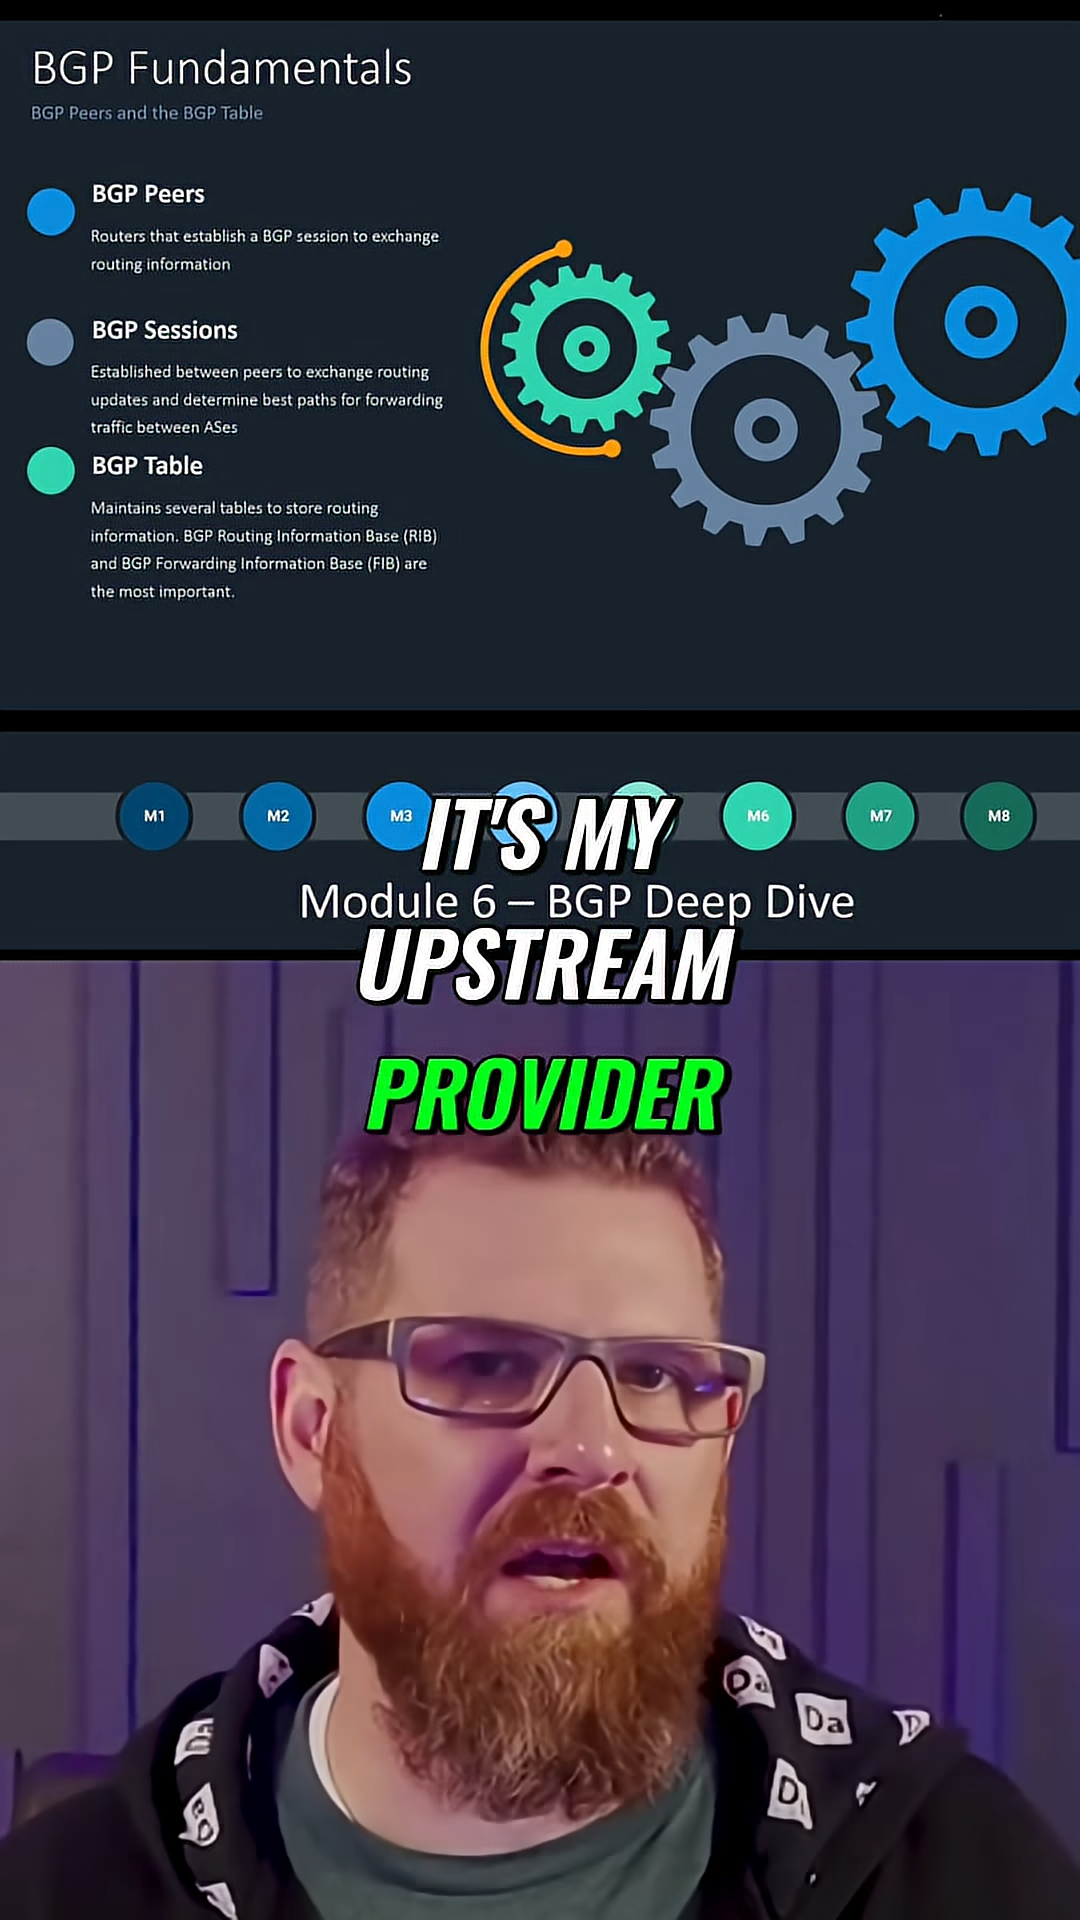 BGP Fundamentals
BGP Peers and the BGP Table
BGP Peers
Routers that establish a BGP session to exchange
routing information
BGP Sessions
Established between peers to exchange routing
updates and determine best paths for forwarding
traffic between ASes
BGP Table
Maintains several tables to store routing
information. BGP Routing Information Base (RIB)
and BGP Forwarding Information Base (FIB) are
the most important.
M1 M2 M3 M6 M7 M8
IT'S MY
Module 6 – BGP Deep Dive
UPSTREAM
PROVIDER
Da
Da